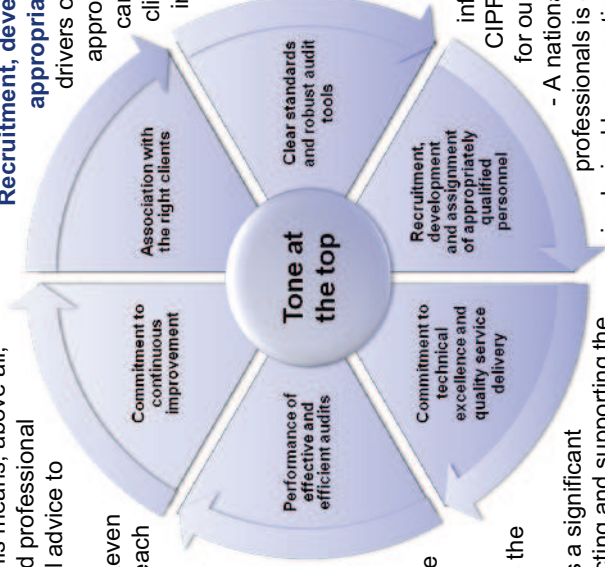 is means, above all,
d professional
l advice to
even
each
e
the
s a significant
cting and supporting the
Tone at
the top
Association with
the right clients
Clear standards
and robust audit
tools
Recruitment,
development
and assignment
of appropriately
qualified
personnel
Commitment to
technical
excellence and
quality service
delivery
Performance of
effective and
efficient audits
Commitment to
continuous
improvement
Recruitment, deve
appropria
drivers o
appro
ca
cli
int
CIPF
for ou
- A nationa
professionals is